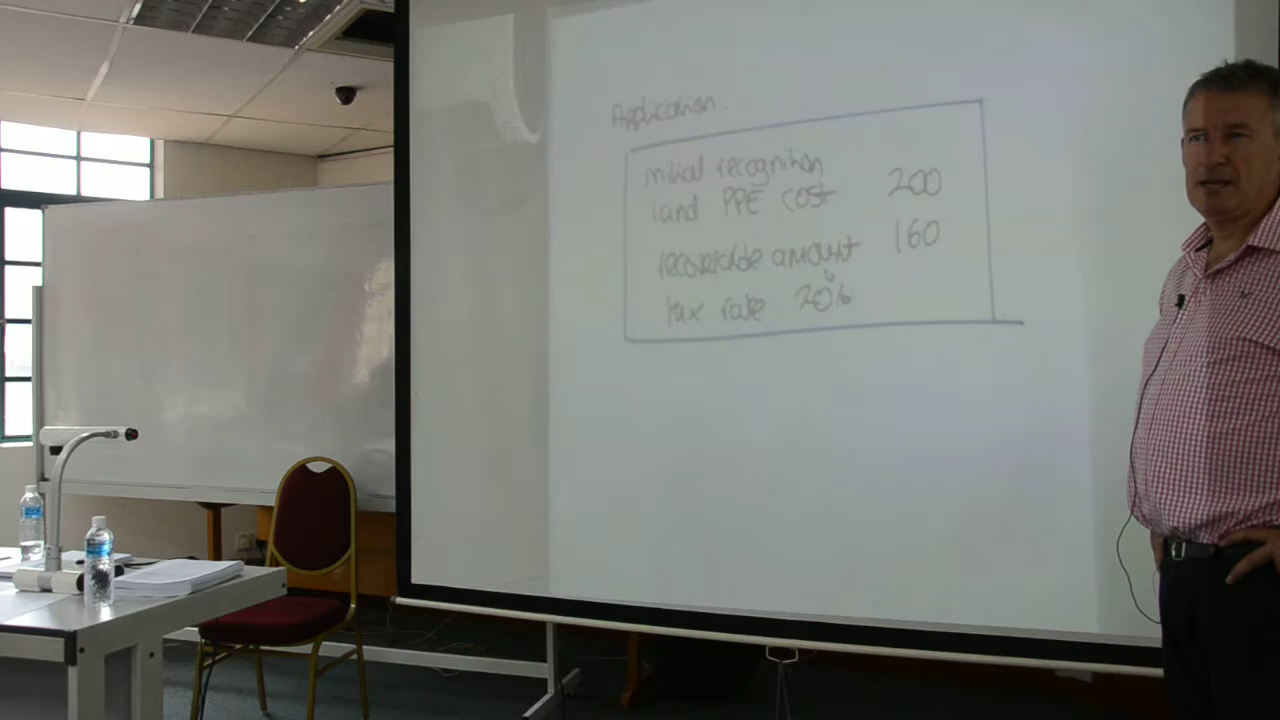 Application.
initial recognition
land PPE cost 200
recoverable amount 160
tax rate 20%